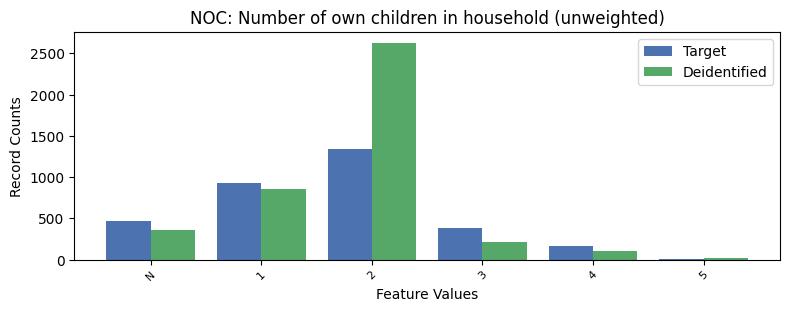 NOC: Number of own children in household (unweighted)
Target
Deidentified
Record Counts
2500
2000
1500
1000
500
0
N 1 2 3 4 5
Feature Values